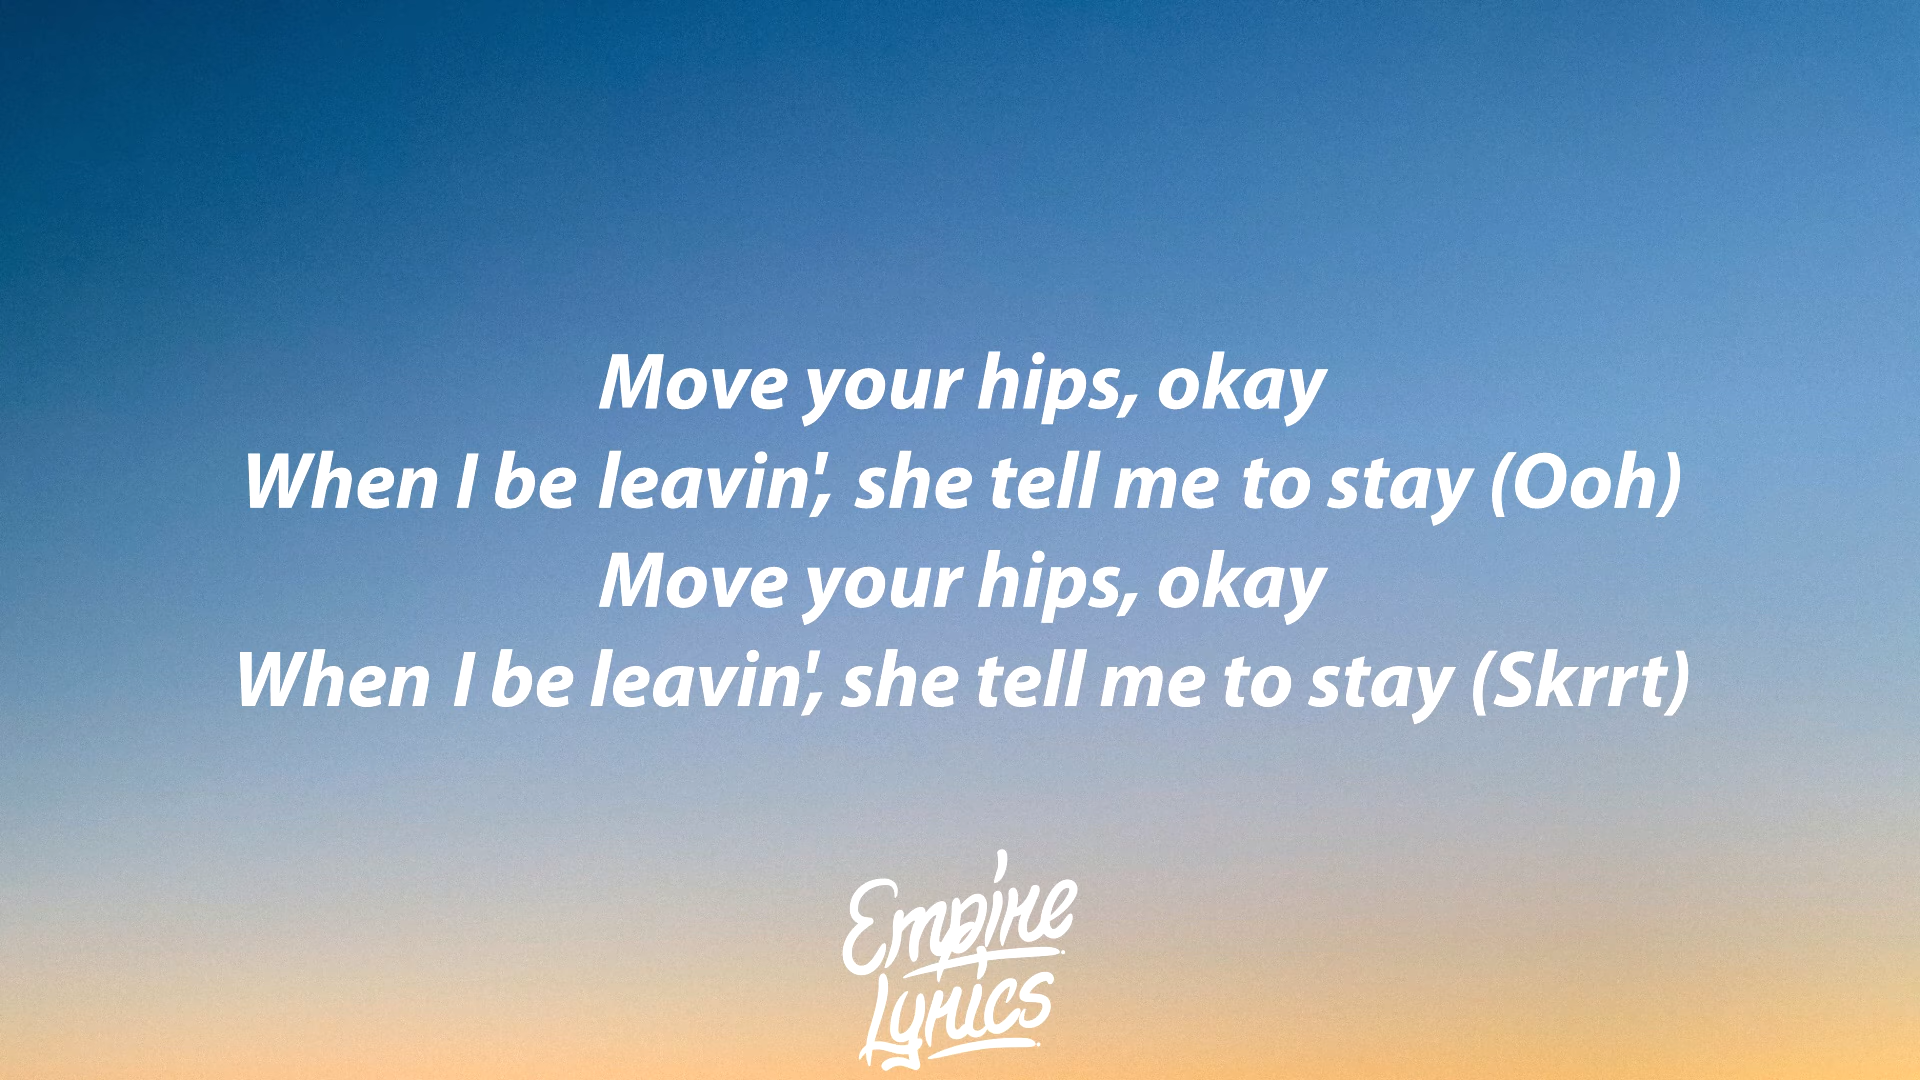 Move your hips, okay
When I be leavin', she tell me to stay (Ooh)
Move your hips, okay
When I be leavin', she tell me to stay (Skrrt)
Empire
Lyrics